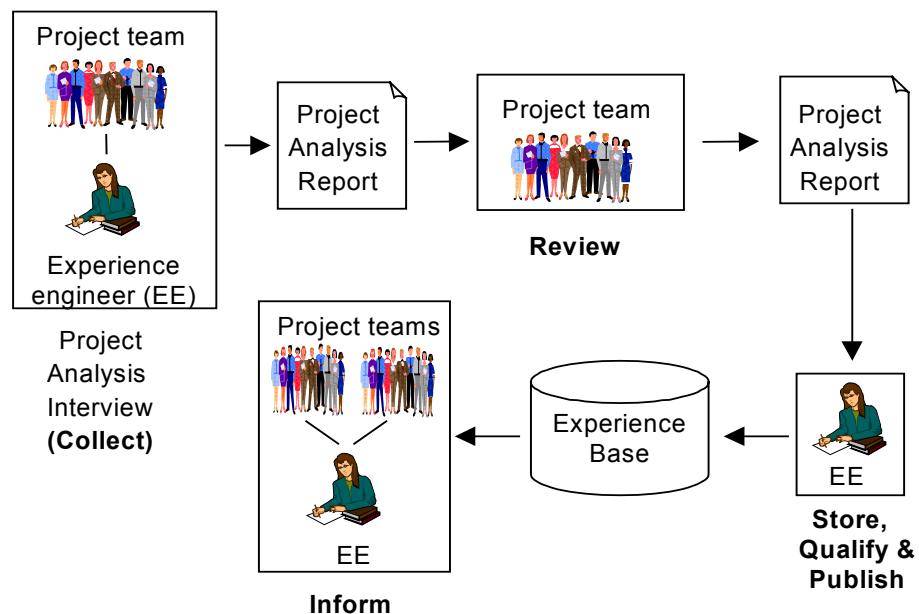 Project team
Experience
engineer (EE)
Project
Analysis
Interview
(Collect)
Project
Analysis
Report
Project team
Review
Project
Analysis
Report
EE
Store,
Qualify &
Publish
Experience
Base
Project teams
EE
Inform